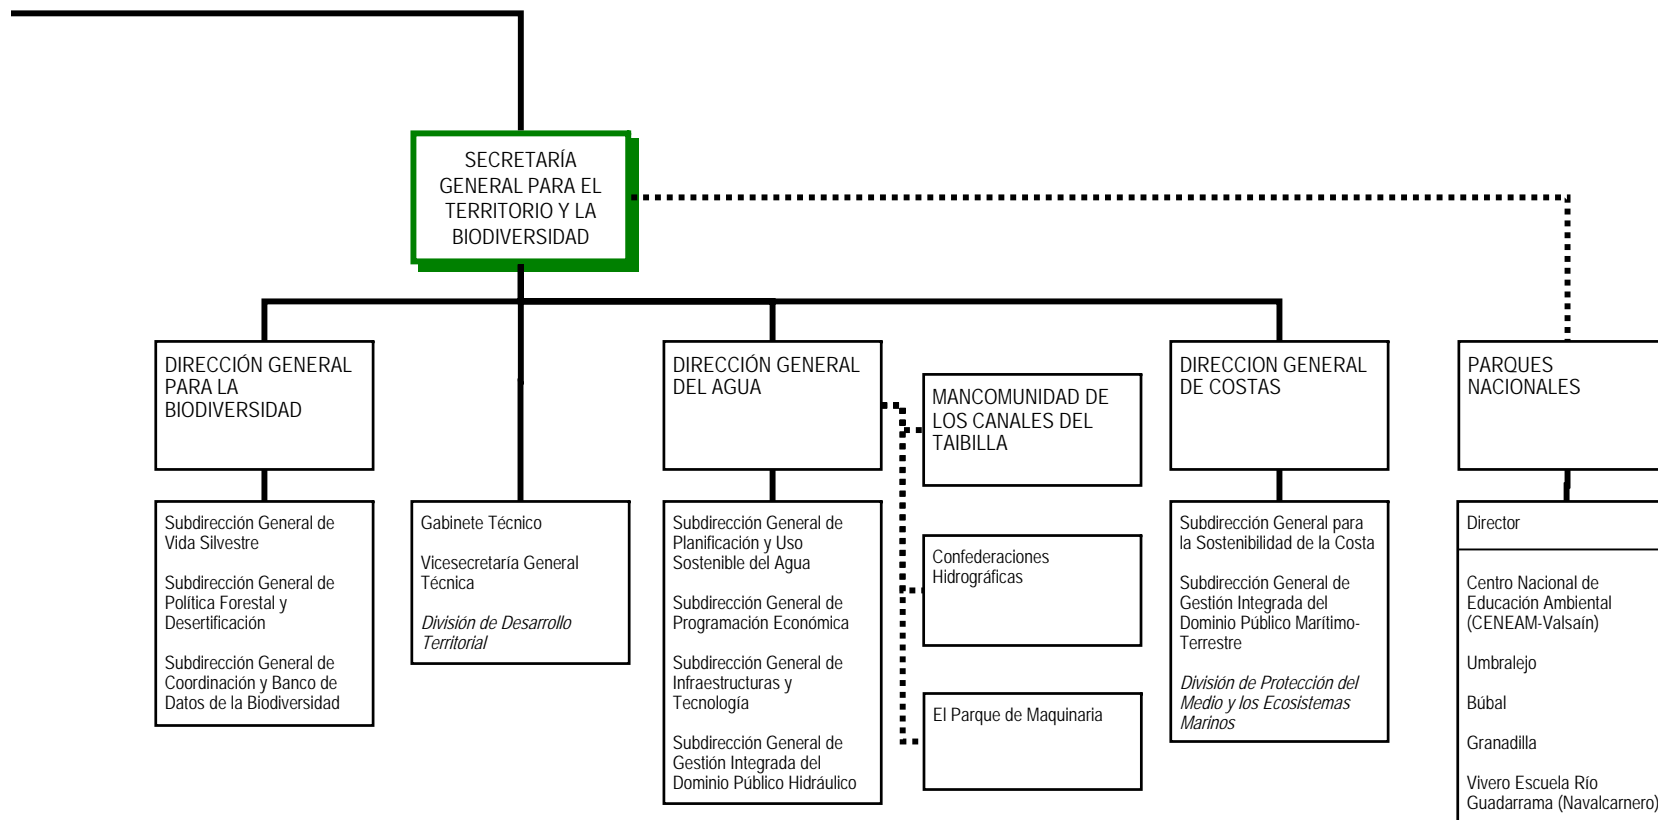 SECRETARÍA
GENERAL PARA EL
TERRITORIO Y LA
BIODIVERSIDAD
DIRECCIÓN GENERAL
PARA LA
BIODIVERSIDAD
Subdirección General de
Vida Silvestre
Subdirección General de
Política Forestal y
Desertificación
Subdirección General de
Coordinación y Banco de
Datos de la Biodiversidad
Gabinete Técnico
Vicesecretaría General
Técnica
División de Desarrollo
Territorial
DIRECCIÓN GENERAL
DEL AGUA
Subdirección General de
Planificación y Uso
Sostenible del Agua
Subdirección General de
Programación Económica
Subdirección General de
Infraestructuras y
Tecnología
Subdirección General de
Gestión Integrada del
Dominio Público Hidráulico
MANCOMUNIDAD DE
LOS CANALES DEL
TAIBILLA
Confederaciones
Hidrográficas
El Parque de Maquinaria
DIRECCION GENERAL
DE COSTAS
Subdirección General para
la Sostenibilidad de la Costa
Subdirección General de
Gestión Integrada del
Dominio Público Marítimo-
Terrestre
División de Protección del
Medio y los Ecosistemas
Marinos
PARQUES
NACIONALES
Director
Centro Nacional de
Educación Ambiental
(CENEAM-Valsaín)
Umbralejo
Búbal
Granadilla
Vivero Escuela Río
Guadarrama (Navalcarnero)